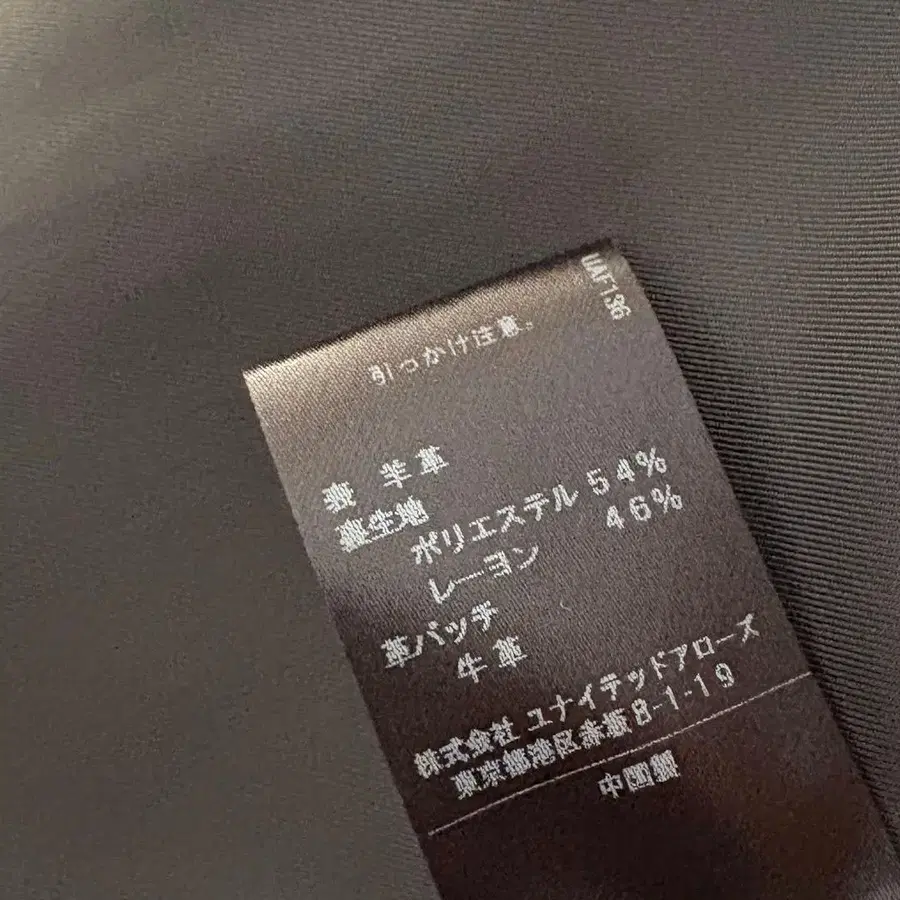 UAF136
引っかけ注意。
表 羊革
裏生地
ポリエステル 54%
レーヨン 46%
革パッチ
牛革
株式会社 ユナイテッドアローズ
東京都港区赤坂8-1-19
中国製